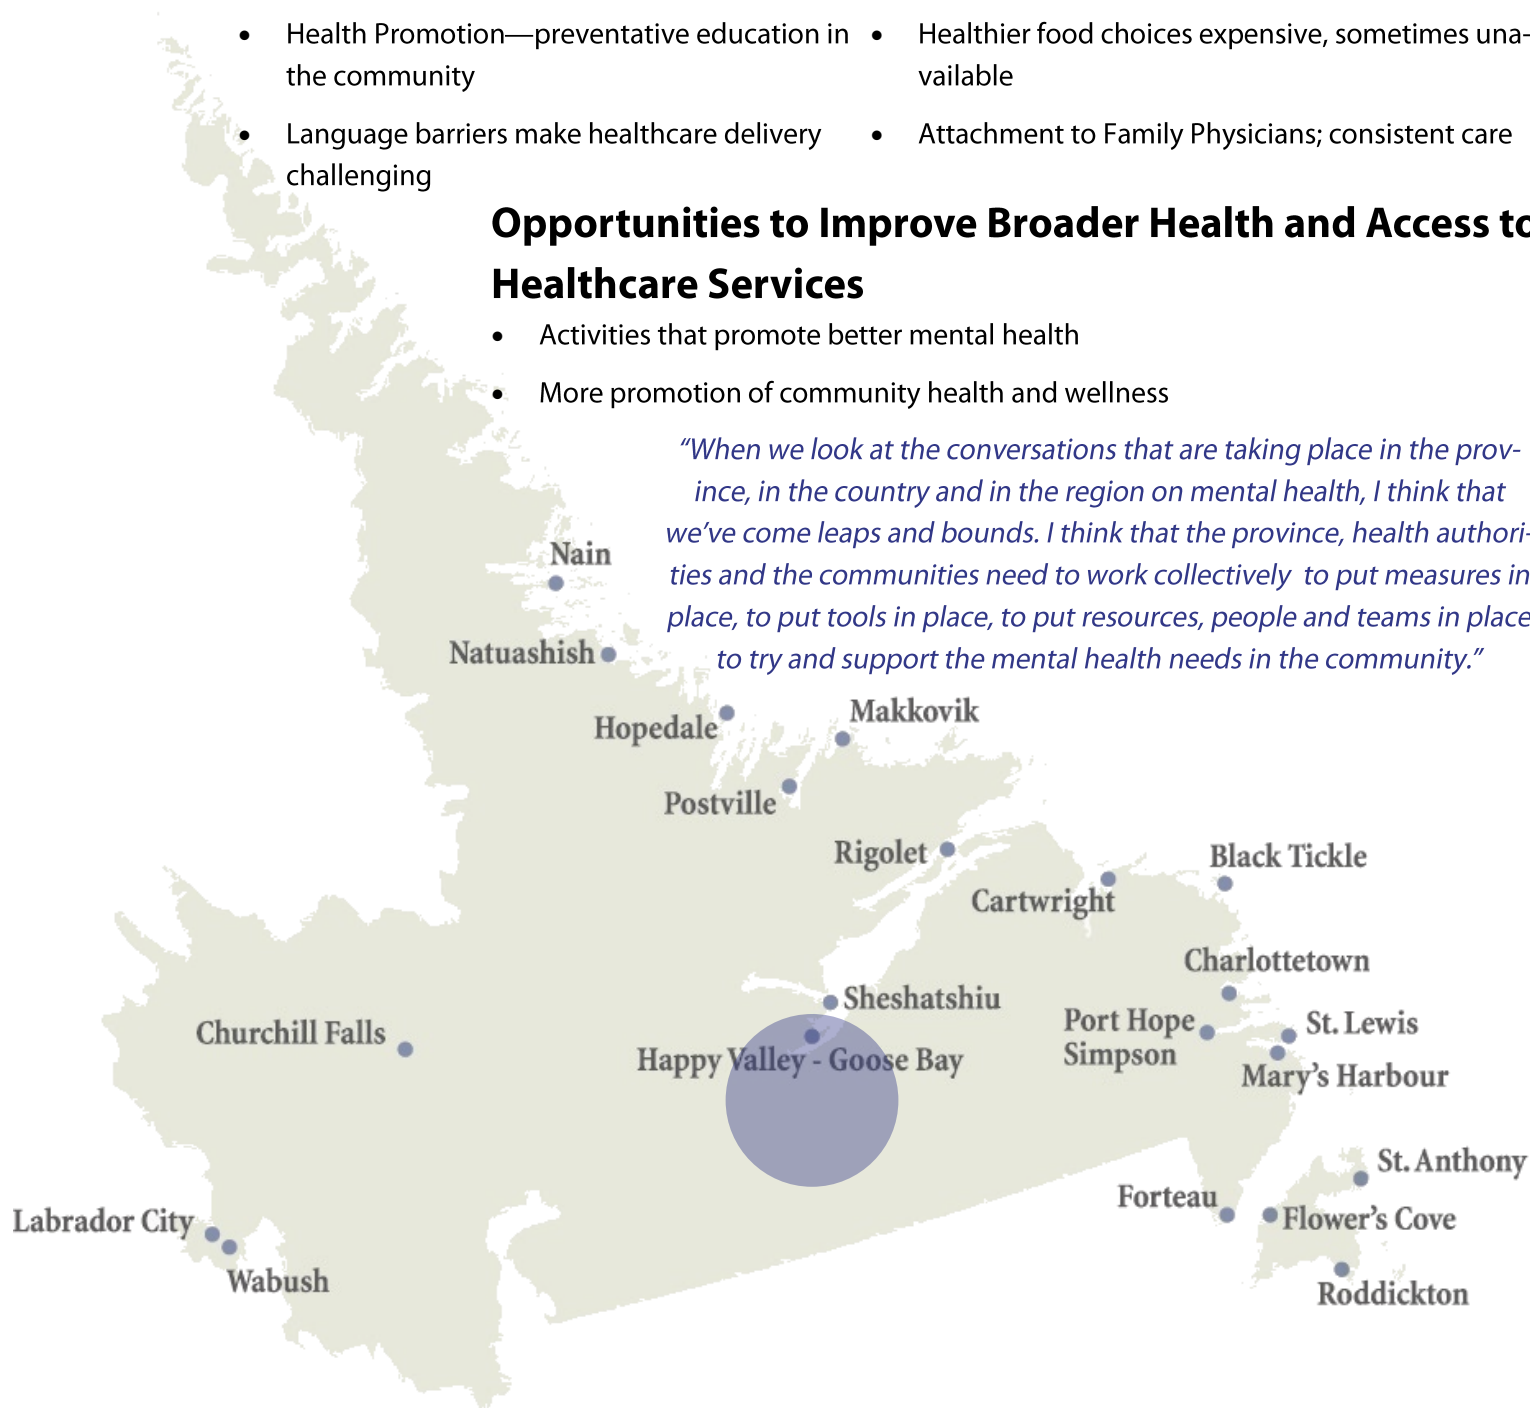 • Health Promotion—preventative education in
the community
• Language barriers make healthcare delivery
challenging
• Healthier food choices expensive, sometimes una-
vailable
• Attachment to Family Physicians; consistent care
Opportunities to Improve Broader Health and Access to
Healthcare Services
• Activities that promote better mental health
• More promotion of community health and wellness
“When we look at the conversations that are taking place in the prov-
ince, in the country and in the region on mental health, I think that
we’ve come leaps and bounds. I think that the province, health authori-
ties and the communities need to work collectively to put measures in
place, to put tools in place, to put resources, people and teams in place
to try and support the mental health needs in the community.”
Nain
Natuashish
Hopedale
Makkovik
Postville
Rigolet
Black Tickle
Cartwright
Charlottetown
Sheshatshiu
Port Hope
Simpson
St. Lewis
Churchill Falls
Happy Valley - Goose Bay
Mary’s Harbour
St. Anthony
Forteau
Flower’s Cove
Labrador City
Wabush
Roddickton